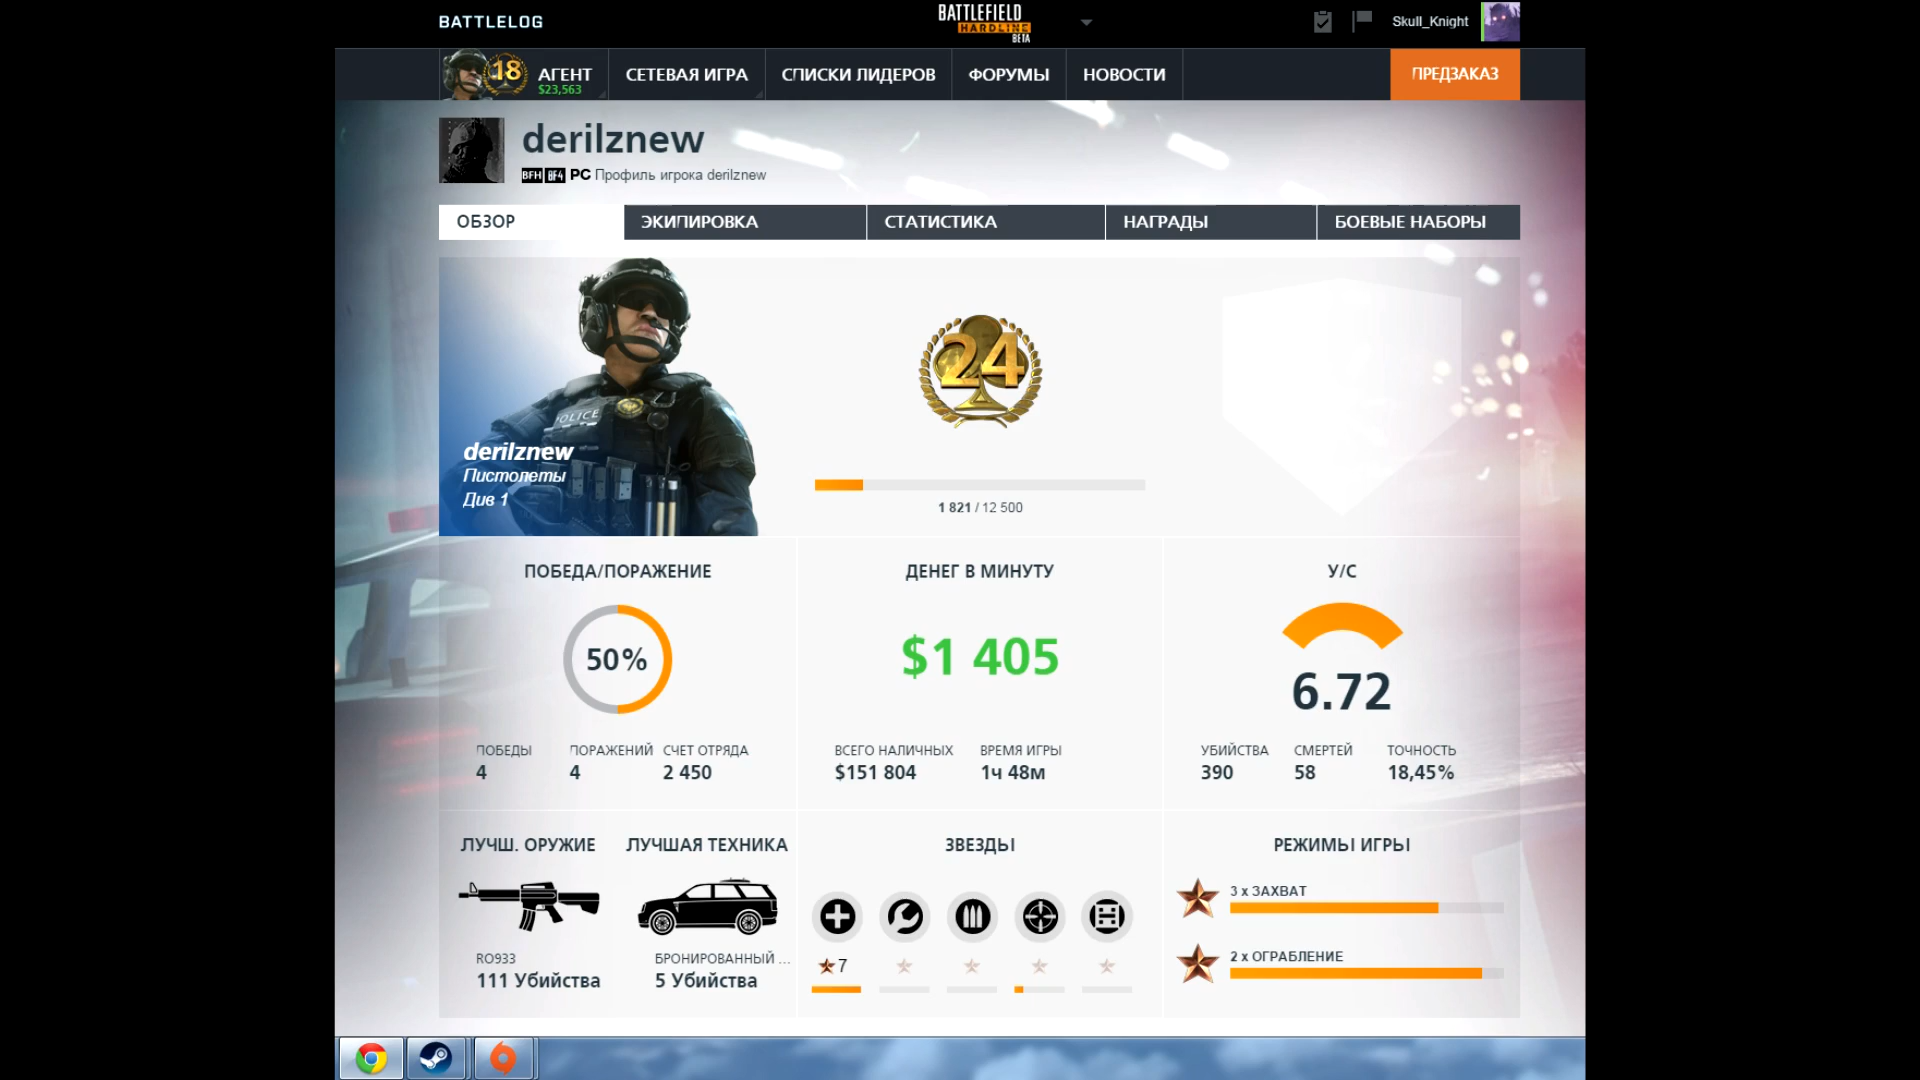 BATTLELOG
BATTLEFIELD
HARDLINE
BETA
Skull_Knight
18
АГЕНТ
$23,563
СЕТЕВАЯ ИГРА
СПИСКИ ЛИДЕРОВ
ФОРУМЫ
НОВОСТИ
ПРЕДЗАКАЗ
derilznew
BFH BF4 PC Профиль игрока derilznew
ОБЗОР
ЭКИПИРОВКА
СТАТИСТИКА
НАГРАДЫ
БОЕВЫЕ НАБОРЫ
POLICE
derilznew
Пистолеты
Див 1
24
1 821 / 12 500
ПОБЕДА/ПОРАЖЕНИЕ
50%
ПОБЕДЫ ПОРАЖЕНИЙ СЧЕТ ОТРЯДА
4 4 2 450
ДЕНЕГ В МИНУТУ
$1 405
ВСЕГО НАЛИЧНЫХ ВРЕМЯ ИГРЫ
$151 804 1ч 48м
У/С
6.72
УБИЙСТВА СМЕРТЕЙ ТОЧНОСТЬ
390 58 18,45%
ЛУЧШ. ОРУЖИЕ
RO933
111 Убийства
ЛУЧШАЯ ТЕХНИКА
БРОНИРОВАННЫЙ ...
5 Убийства
ЗВЕЗДЫ
7
РЕЖИМЫ ИГРЫ
3 x ЗАХВАТ
2 x ОГРАБЛЕНИЕ